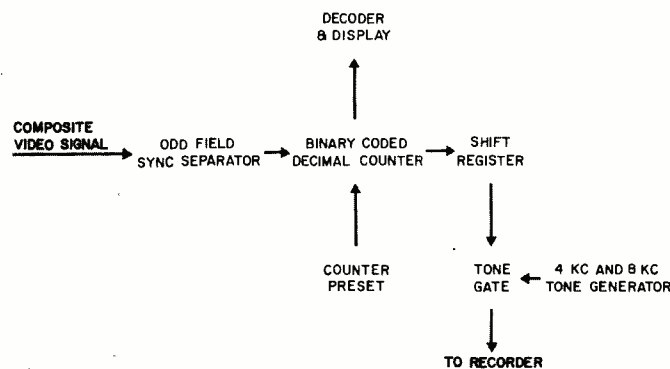 DECODER
& DISPLAY
COMPOSITE
VIDEO SIGNAL
ODD FIELD
SYNC SEPARATOR
BINARY CODED
DECIMAL COUNTER
SHIFT
REGISTER
COUNTER
PRESET
TONE
GATE
4 KC AND 8 KC
TONE GENERATOR
TO RECORDER